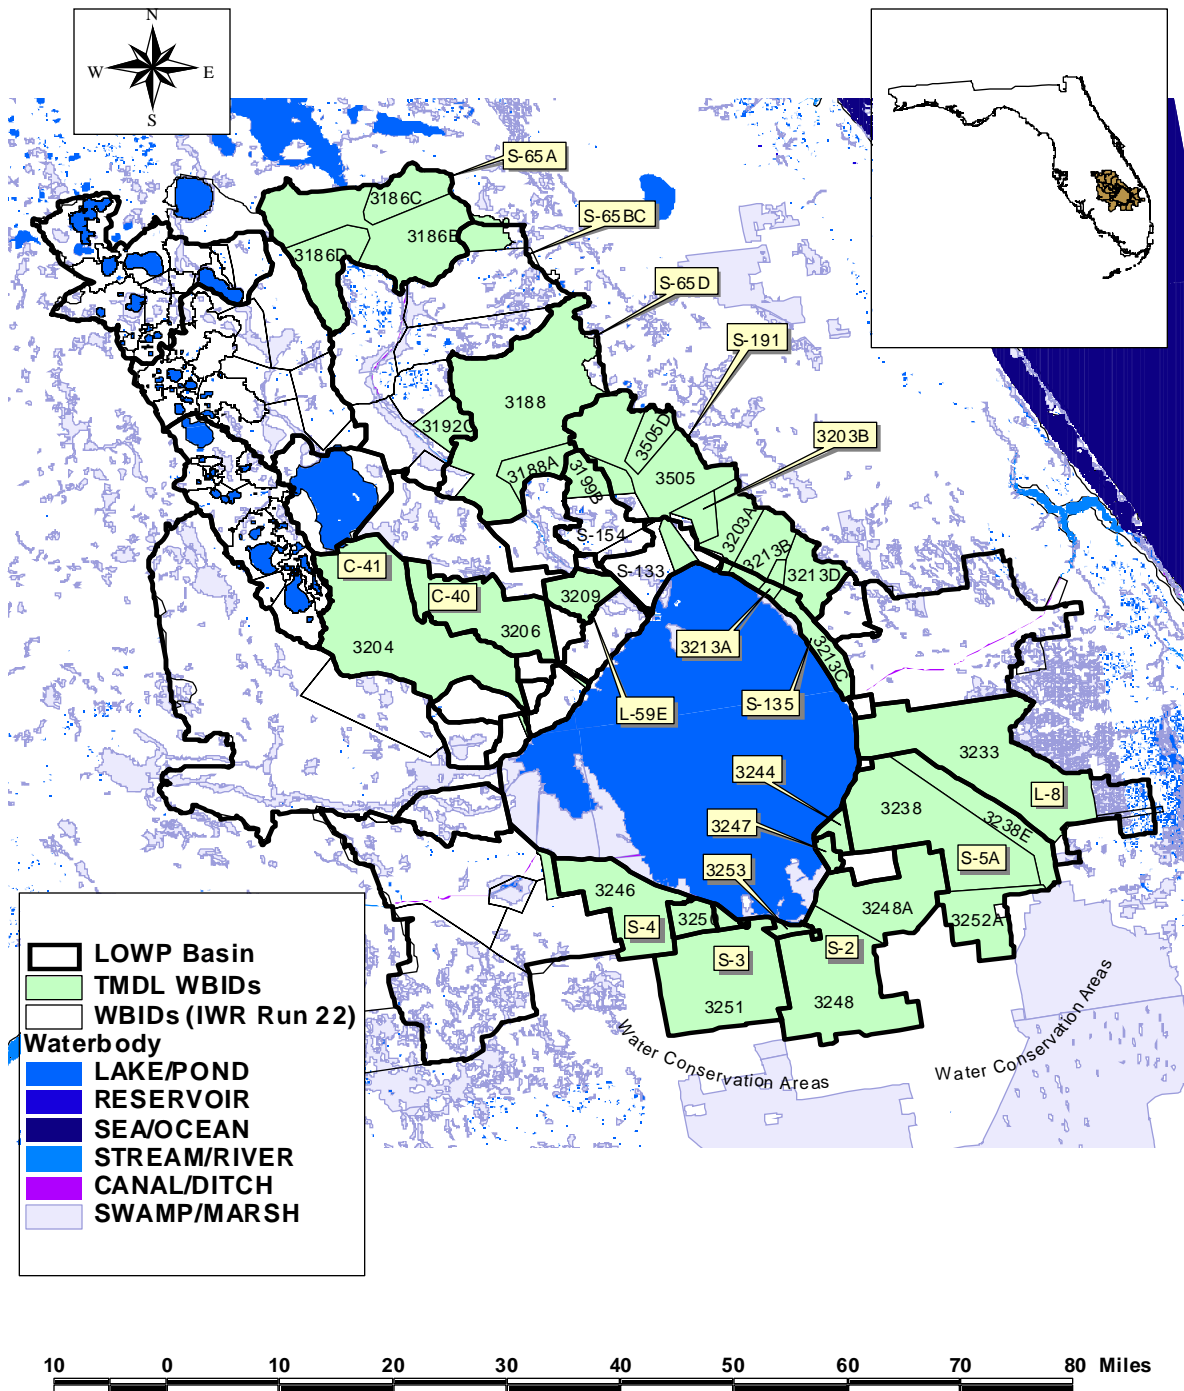 N
W E
S
S-65A
3186C
S-65BC
3186B
3186D
S-65D
S-191
3188
3192C
3203B
3505D
3188A
3199B
3505
3203A
S-154
3213B
C-41
S-133
3213D
C-40
3209
3206
3204
3213A
3213C
L-59E
S-135
3233
3244
L-8
3238
3247
3238E
S-5A
3253
3246
3248A
3252A
S-4
325
S-3
S-2
3251
3248
Water Conservation Areas
Water Conservation Areas
LOWP Basin
TMDL WBIDs
WBIDs (IWR Run 22)
Waterbody
LAKE/POND
RESERVOIR
SEA/OCEAN
STREAM/RIVER
CANAL/DITCH
SWAMP/MARSH
10 0 10 20 30 40 50 60 70 80 Miles